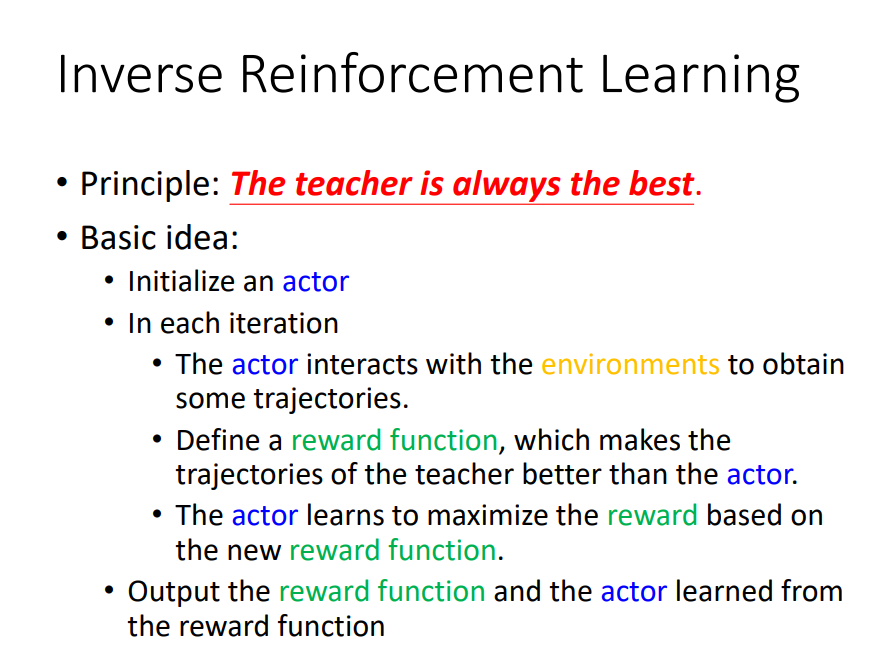 Inverse Reinforcement Learning
• Principle: The teacher is always the best.
• Basic idea:
• Initialize an actor
• In each iteration
• The actor interacts with the environments to obtain
some trajectories.
• Define a reward function, which makes the
trajectories of the teacher better than the actor.
• The actor learns to maximize the reward based on
the new reward function.
• Output the reward function and the actor learned from
the reward function